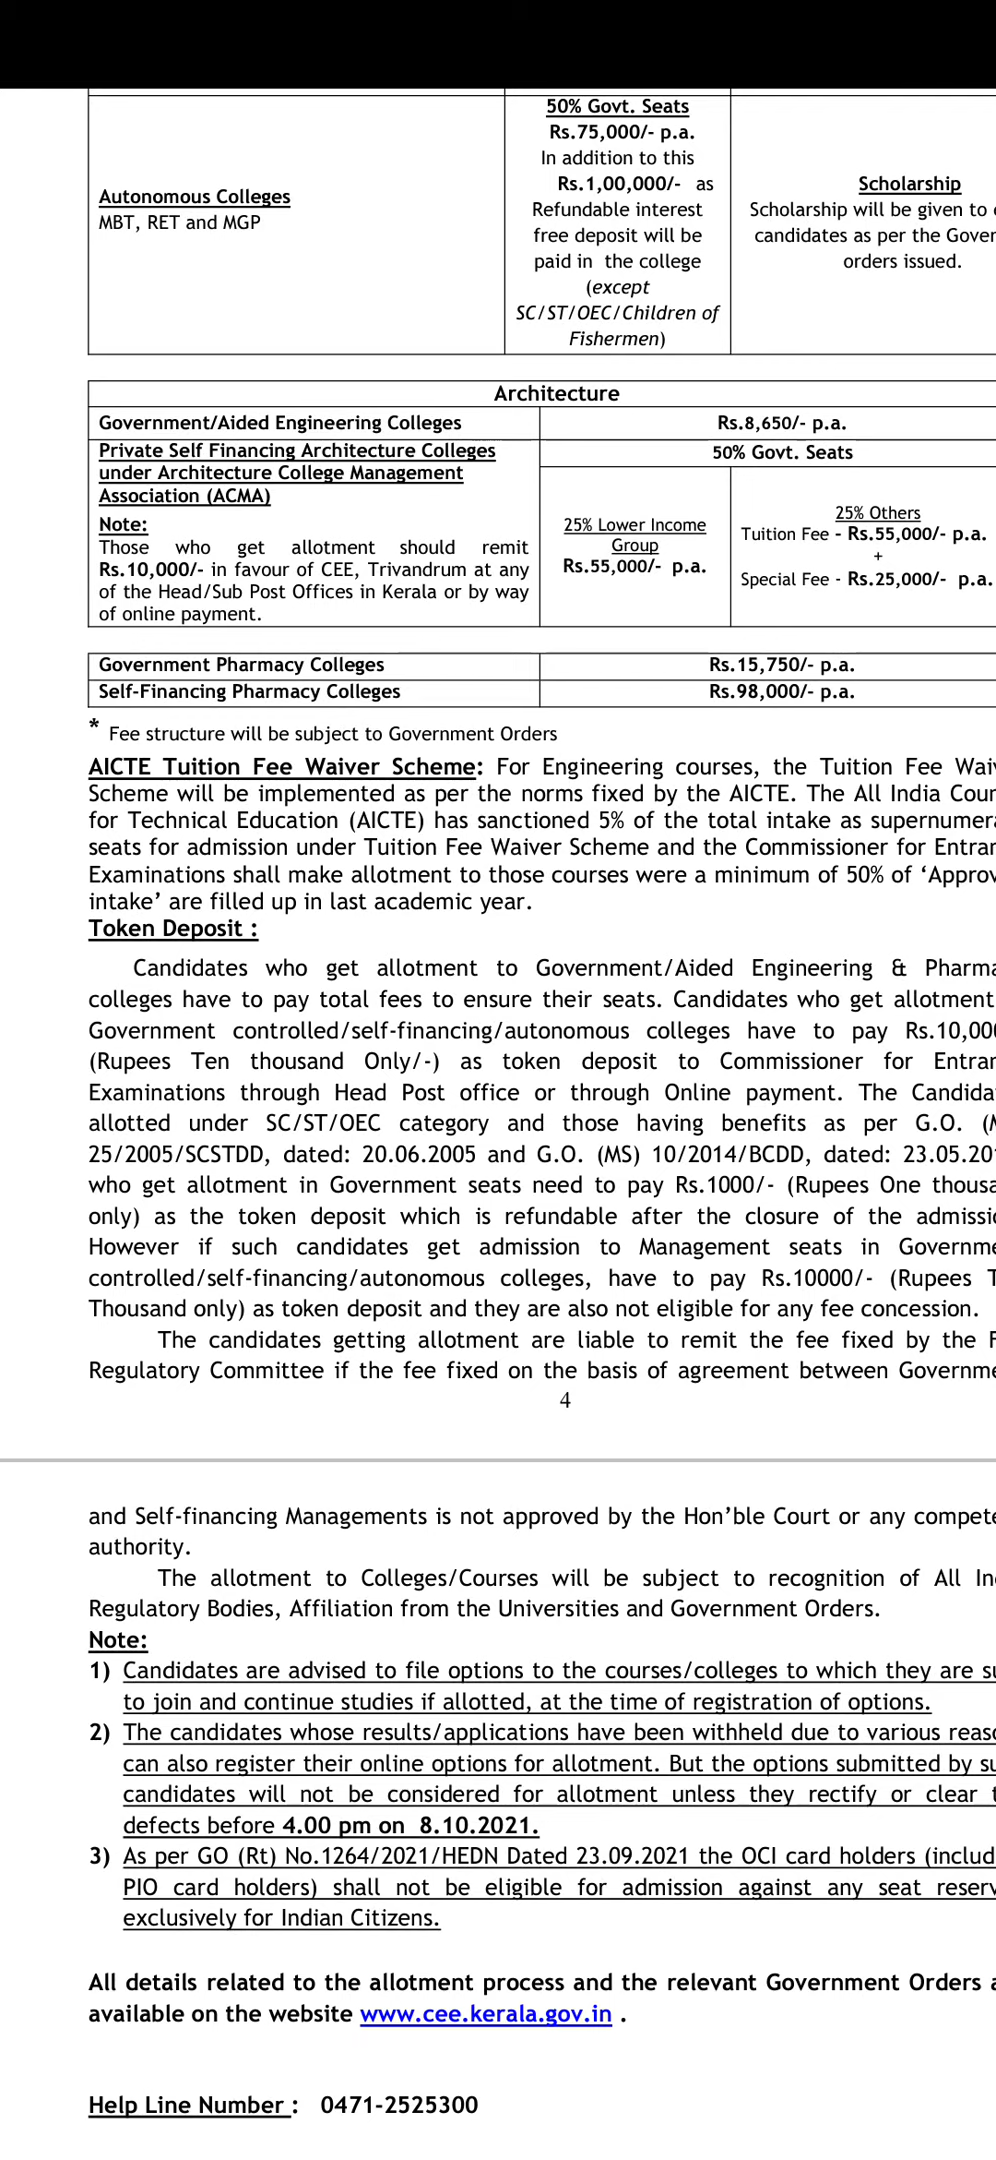 50% Govt. Seats
Rs.75,000/- p.a.
In addition to this
Rs.1,00,000/- as
Refundable interest
free deposit will be
paid in the college
(except
SC/ST/OEC/Children of
Fishermen)
Autonomous Colleges
MBT, RET and MGP
Scholarship
Scholarship will be given to
candidates as per the
orders issued.
Architecture
Government/Aided Engineering Colleges
Rs.8,650/- p.a.
Private Self Financing Architecture Colleges
under Architecture College Management
Association (ACMA)
Note:
Those who get allotment should remit
Rs.10,000/- in favour of CEE, Trivandrum at any
of the Head/Sub Post Offices in Kerala or by way
of online payment.
50% Govt. Seats
25% Lower Income
Group
Rs.55,000/- p.a.
25% Others
Tuition Fee - Rs.55,000/- p.a.
+
Special Fee - Rs.25,000/- p.a.
Government Pharmacy Colleges
Rs.15,750/- p.a.
Self-Financing Pharmacy Colleges
Rs.98,000/- p.a.
* Fee structure will be subject to Government Orders
AICTE Tuition Fee Waiver Scheme: For Engineering courses, the Tuition Fee
Scheme will be implemented as per the norms fixed by the AICTE. The All India
for Technical Education (AICTE) has sanctioned 5% of the total intake as
seats for admission under Tuition Fee Waiver Scheme and the Commissioner for
Examinations shall make allotment to those courses were a minimum of 50% of
intake’ are filled up in last academic year.
Token Deposit :
Candidates who get allotment to Government/Aided Engineering &
colleges have to pay total fees to ensure their seats. Candidates who get allotment
Government controlled/self-financing/autonomous colleges have to pay
(Rupees Ten thousand Only/-) as token deposit to Commissioner for
Examinations through Head Post office or through Online payment. The
allotted under SC/ST/OEC category and those having benefits as per G.O.
25/2005/SCSTDD, dated: 20.06.2005 and G.O. (MS) 10/2014/BCDD, dated:
who get allotment in Government seats need to pay Rs.1000/- (Rupees One
only) as the token deposit which is refundable after the closure of the
However if such candidates get admission to Management seats in
controlled/self-financing/autonomous colleges, have to pay Rs.10000/- (Rupees
Thousand only) as token deposit and they are also not eligible for any fee concession.
The candidates getting allotment are liable to remit the fee fixed by the
Regulatory Committee if the fee fixed on the basis of agreement between
4
and Self-financing Managements is not approved by the Hon’ble Court or any
authority.
The allotment to Colleges/Courses will be subject to recognition of All
Regulatory Bodies, Affiliation from the Universities and Government Orders.
Note:
1) Candidates are advised to file options to the courses/colleges to which they are
to join and continue studies if allotted, at the time of registration of options.
2) The candidates whose results/applications have been withheld due to various
can also register their online options for allotment. But the options submitted by
candidates will not be considered for allotment unless they rectify or clear
defects before 4.00 pm on 8.10.2021.
3) As per GO (Rt) No.1264/2021/HEDN Dated 23.09.2021 the OCI card holders
PIO card holders) shall not be eligible for admission against any seat
exclusively for Indian Citizens.
All details related to the allotment process and the relevant Government Orders
available on the website www.cee.kerala.gov.in .
Help Line Number : 0471-2525300